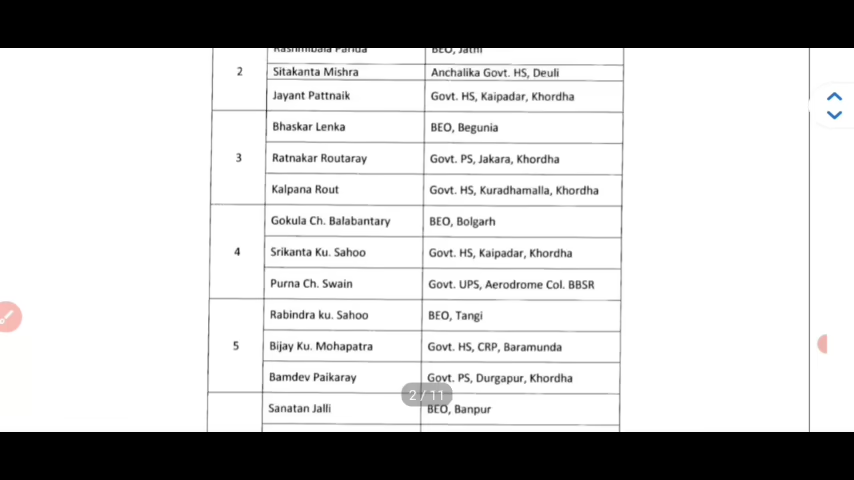 Rashmibala Parida BEO, Jatni
2 Sitakanta Mishra Anchalika Govt. HS, Deuli
Jayant Pattnaik Govt. HS, Kaipadar, Khordha
Bhaskar Lenka BEO, Begunia
3 Ratnakar Routaray Govt. PS, Jakara, Khordha
Kalpana Rout Govt. HS, Kuradhamalla, Khordha
Gokula Ch. Balabantary BEO, Bolgarh
4 Srikanta Ku. Sahoo Govt. HS, Kaipadar, Khordha
Purna Ch. Swain Govt. UPS, Aerodrome Col. BBSR
Rabindra ku. Sahoo BEO, Tangi
5 Bijay Ku. Mohapatra Govt. HS, CRP, Baramunda
Bamdev Paikaray Govt. PS, Durgapur, Khordha
2 / 11
Sanatan Jalli BEO, Banpur